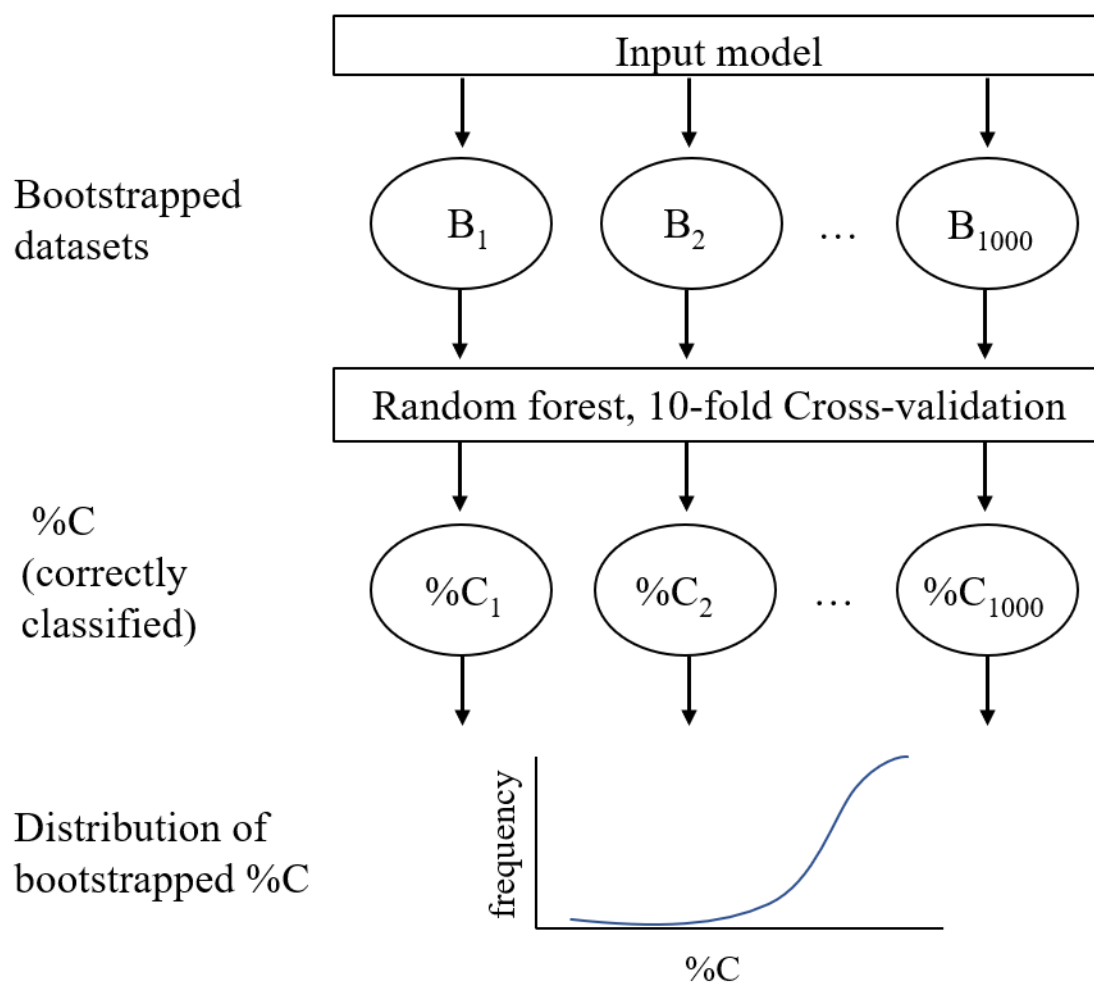 Input model
Bootstrapped
datasets
B₁ B₂ … B₁₀₀₀
Random forest, 10-fold Cross-validation
%C
(correctly
classified)
%C₁ %C₂ … %C₁₀₀₀
Distribution of
bootstrapped %C
frequency
%C